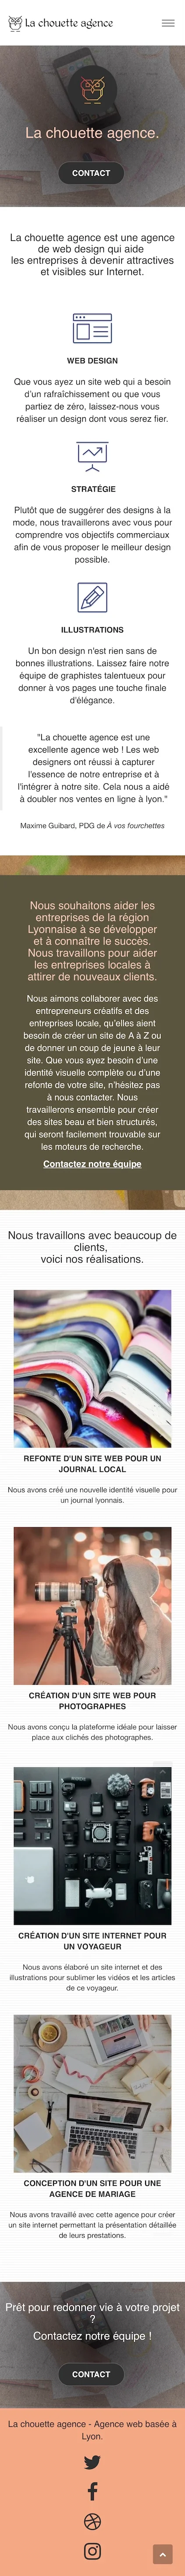 La chouette agence
La chouette agence.
CONTACT
La chouette agence est une agence
de web design qui aide
les entreprises à devenir attractives
et visibles sur Internet.
WEB DESIGN
Que vous ayez un site web qui a besoin
d'un rafraîchissement ou que vous
partiez de zéro, laissez-nous vous
réaliser un design dont vous serez fier.
STRATÉGIE
Plutôt que de suggérer des designs à la
mode, nous travaillerons avec vous pour
comprendre vos objectifs commerciaux
afin de vous proposer le meilleur design
possible.
ILLUSTRATIONS
Un bon design n'est rien sans de
bonnes illustrations. Laissez faire notre
équipe de graphistes talentueux pour
donner à vos pages une touche finale
d'élégance.
"La chouette agence est une
excellente agence web ! Les web
designers ont réussi à capturer
l'essence de notre entreprise et à
l'intégrer à notre site. Cela nous a aidé
à doubler nos ventes en ligne à lyon."
Maxime Guibard, PDG de À vos fourchettes
Nous souhaitons aider les
entreprises de la région
Lyonnaise à se développer
et à connaître le succès.
Nous travaillons pour aider
les entreprises locales à
attirer de nouveaux clients.
Nous aimons collaborer avec des
entrepreneurs créatifs et des
entreprises locale, qu'elles aient
besoin de créer un site de A à Z ou
de donner un coup de jeune à leur
site. Que vous ayez besoin d'une
identité visuelle complète ou d'une
refonte de votre site, n'hésitez pas
à nous contacter. Nous
travaillerons ensemble pour créer
des sites beau et bien structurés,
qui seront facilement trouvable sur
les moteurs de recherche.
Contactez notre équipe
Nous travaillons avec beaucoup de
clients,
voici nos réalisations.
REFONTE D'UN SITE WEB POUR UN
JOURNAL LOCAL
Nous avons créé une nouvelle identité visuelle pour
un journal lyonnais.
CRÉATION D'UN SITE WEB POUR
PHOTOGRAPHES
Nous avons conçu la plateforme idéale pour laisser
place aux clichés des photographes.
CRÉATION D'UN SITE INTERNET POUR
UN VOYAGEUR
Nous avons élaboré un site internet et des
illustrations pour sublimer les vidéos et les articles
de ce voyageur.
CONCEPTION D'UN SITE POUR UNE
AGENCE DE MARIAGE
Nous avons travaillé avec cette agence pour créer
un site internet permettant la présentation détaillée
de leurs prestations.
Prêt pour redonner vie à votre projet
?
Contactez notre équipe !
CONTACT
La chouette agence - Agence web basée à
Lyon.